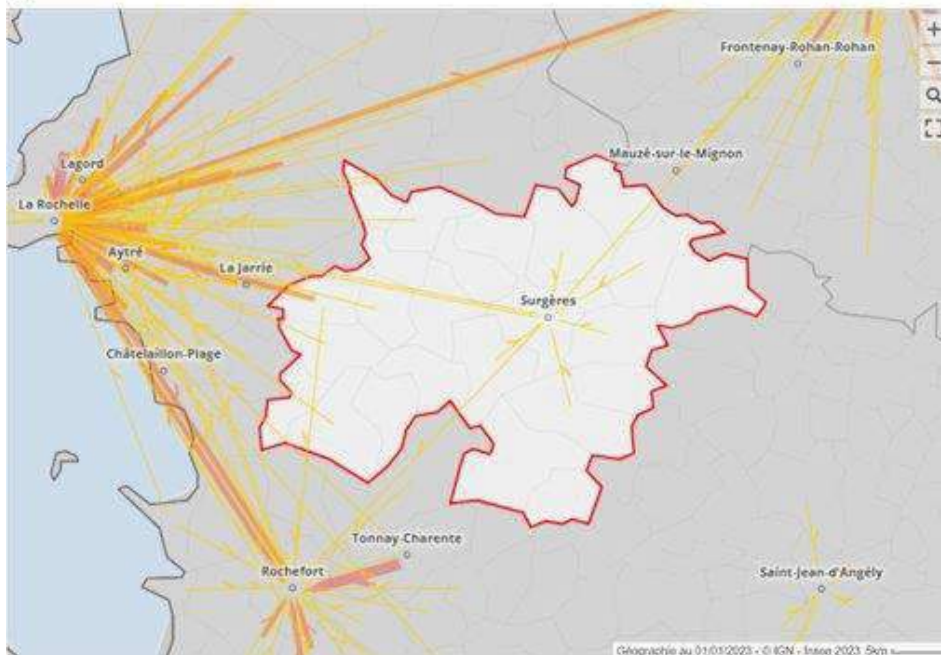 Frontenay-Rohan-Rohan
Mauzé-sur-le-Mignon
Lagord
La Rochelle
Aytré
La Jarrie
Surgères
Châtelaillon-Plage
Tonnay-Charente
Rochefort
Saint-Jean-d'Angély
Géographie au 01/01/2023 - © IGN - Insee 2023 5km